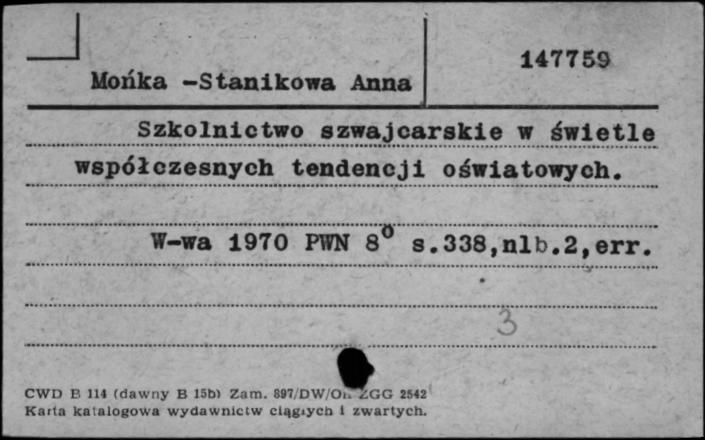 147759
Mońka -Stanikowa Anna
Szkolnictwo szwajcarskie w świetle
współczesnych tendencji oświatowych.
W-wa 1970 PWN 8° s.338,nlb.2,err.
3
CWD B 114 (dawny B 15b) Zam. 897/DW/ ZGG 2542
Karta katalogowa wydawnictw ciągłych i zwartych.